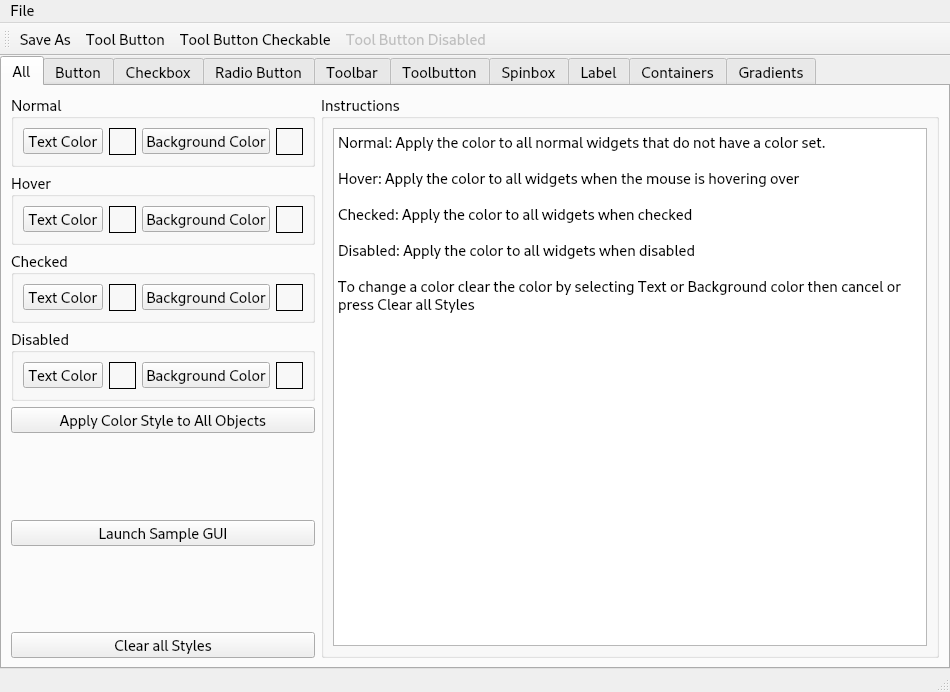 File
Save As Tool Button Tool Button Checkable Tool Button Disabled
All Button Checkbox Radio Button Toolbar Toolbutton Spinbox Label Containers Gradients
Normal
Text Color Background Color
Hover
Text Color Background Color
Checked
Text Color Background Color
Disabled
Text Color Background Color
Apply Color Style to All Objects
Launch Sample GUI
Clear all Styles
Instructions
Normal: Apply the color to all normal widgets that do not have a color set.
Hover: Apply the color to all widgets when the mouse is hovering over
Checked: Apply the color to all widgets when checked
Disabled: Apply the color to all widgets when disabled
To change a color clear the color by selecting Text or Background color then cancel or
press Clear all Styles